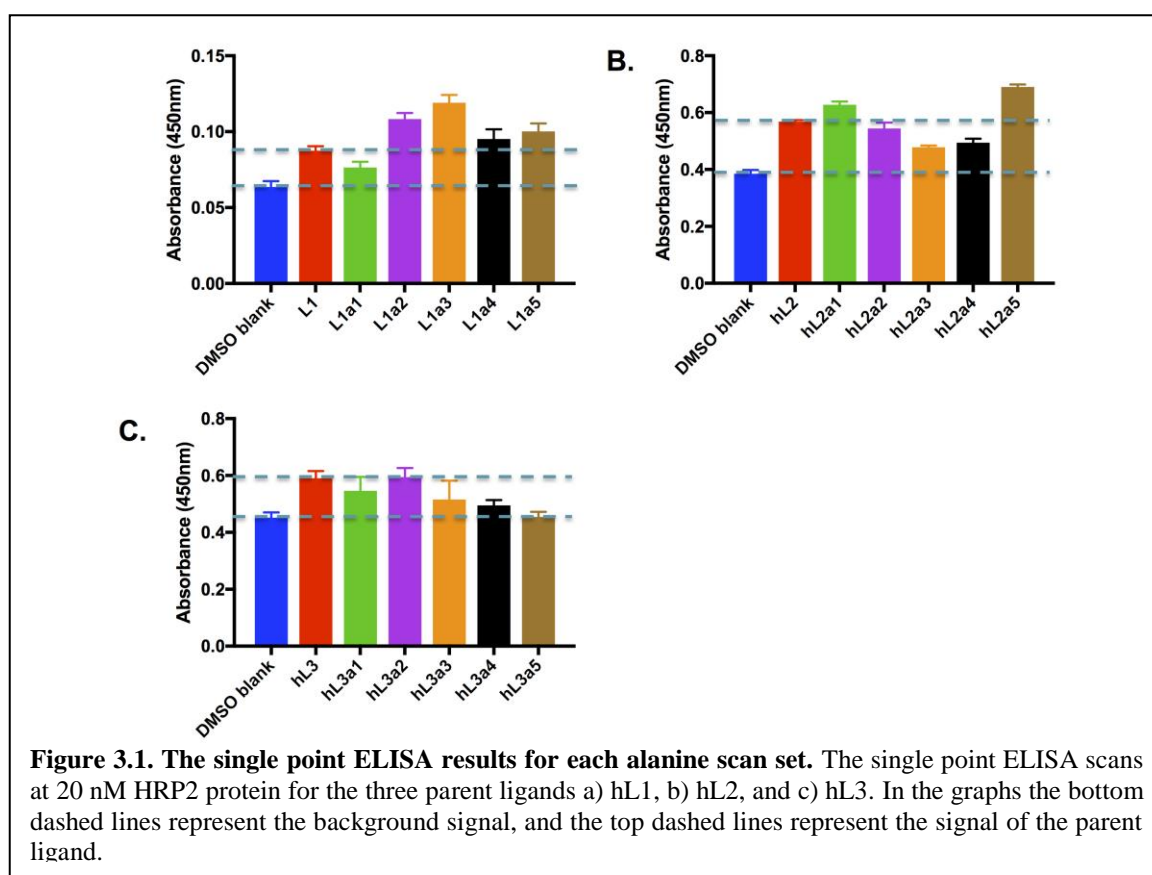 0.15
0.10
0.05
0.00
Absorbance (450nm)
DMSO blank
L1
L1a1
L1a2
L1a3
L1a4
L1a5
B.
0.8
0.6
0.4
0.2
0.0
Absorbance (450nm)
DMSO blank
hL2
hL2a1
hL2a2
hL2a3
hL2a4
hL2a5
C.
0.8
0.6
0.4
0.2
0.0
Absorbance (450nm)
DMSO blank
hL3
hL3a1
hL3a2
hL3a3
hL3a4
hL3a5
Figure 3.1. The single point ELISA results for each alanine scan set. The single point ELISA scans
at 20 nM HRP2 protein for the three parent ligands a) hL1, b) hL2, and c) hL3. In the graphs the bottom
dashed lines represent the background signal, and the top dashed lines represent the signal of the parent
ligand.